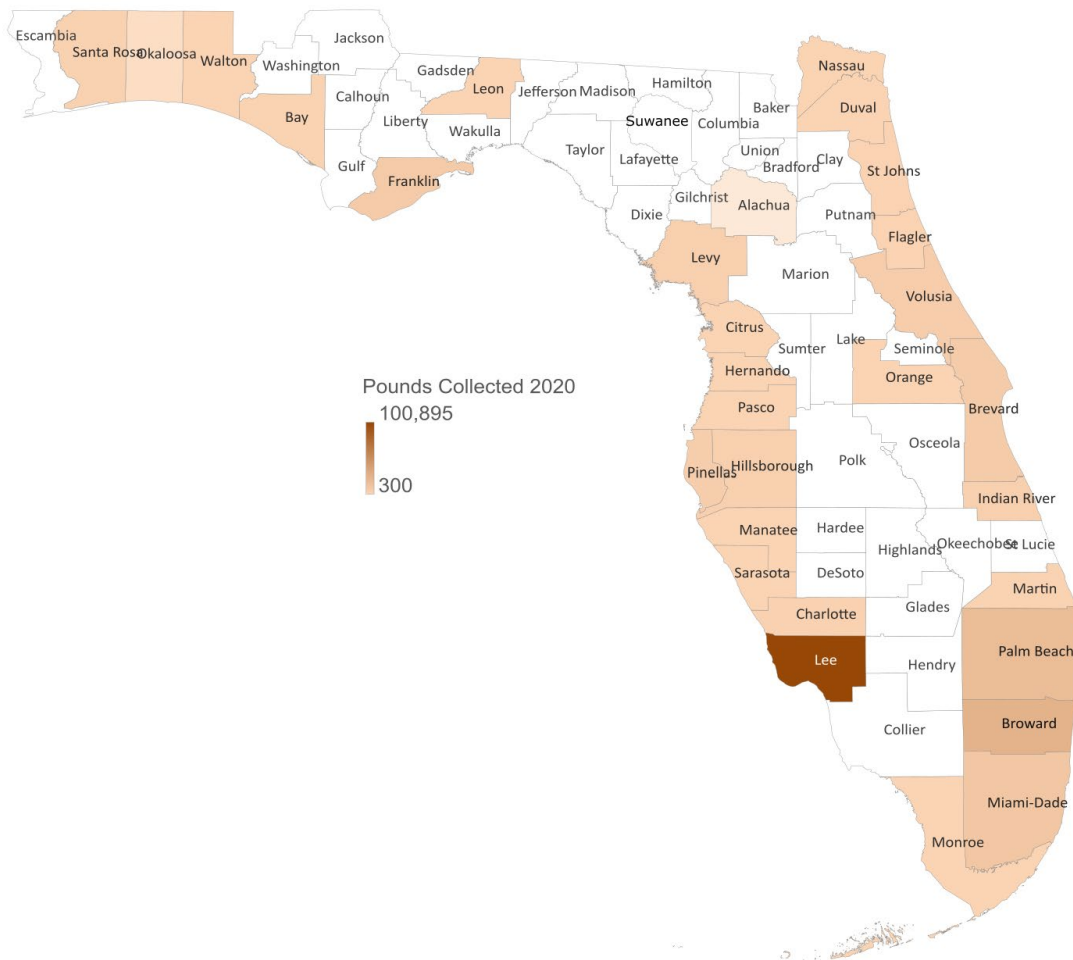 Escambia
Santa Rosa
Okaloosa
Walton
Washington
Jackson
Bay
Calhoun
Gadsden
Leon
Liberty
Gulf
Franklin
Wakulla
Jefferson
Madison
Hamilton
Taylor
Suwanee
Lafayette
Columbia
Baker
Nassau
Duval
Union
Bradford
Clay
St Johns
Dixie
Gilchrist
Alachua
Putnam
Flagler
Levy
Marion
Volusia
Citrus
Sumter
Lake
Seminole
Hernando
Orange
Pasco
Brevard
Osceola
Pinellas
Hillsborough
Polk
Indian River
Manatee
Hardee
Highlands
Okeechobee
St Lucie
Sarasota
DeSoto
Martin
Charlotte
Glades
Lee
Hendry
Palm Beach
Collier
Broward
Miami-Dade
Monroe
Pounds Collected 2020
100,895
300